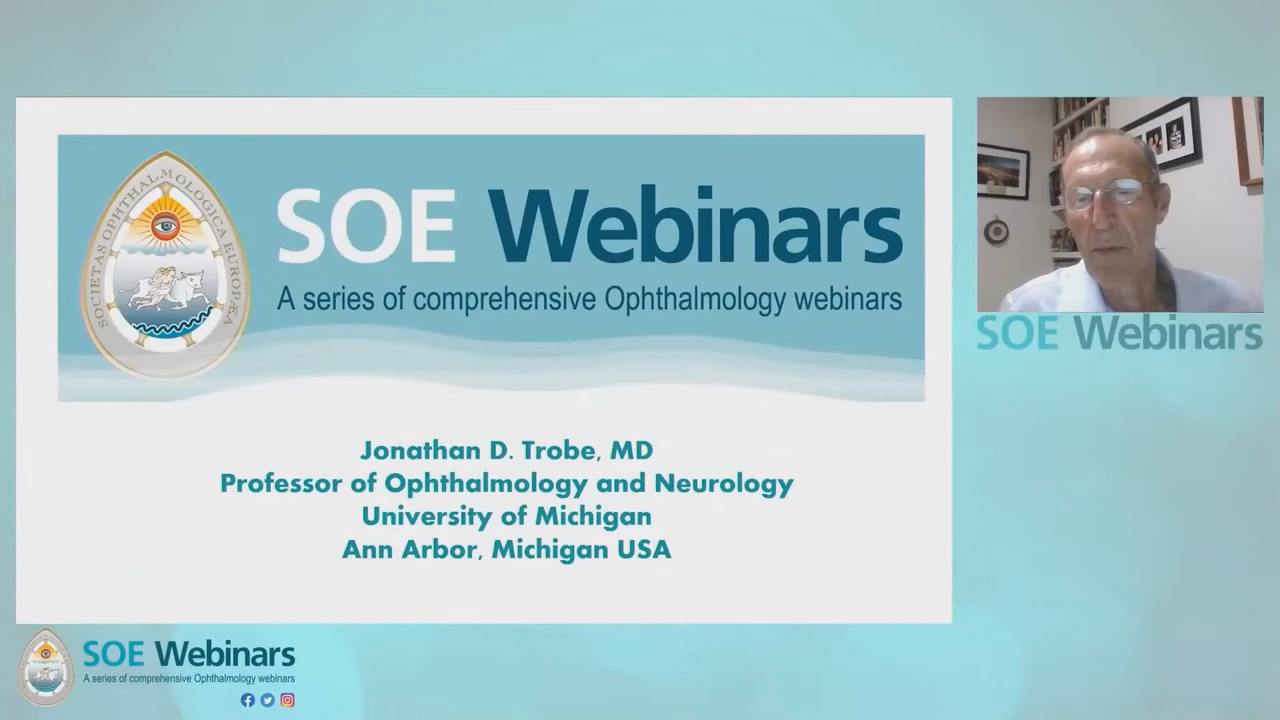 SOCIETAS OPHTHALMOLOGICA EUROPÆA
SOE Webinars
A series of comprehensive Ophthalmology webinars
Jonathan D. Trobe, MD
Professor of Ophthalmology and Neurology
University of Michigan
Ann Arbor, Michigan USA
SOE Webinars
SOE Webinars
A series of comprehensive Ophthalmology webinars